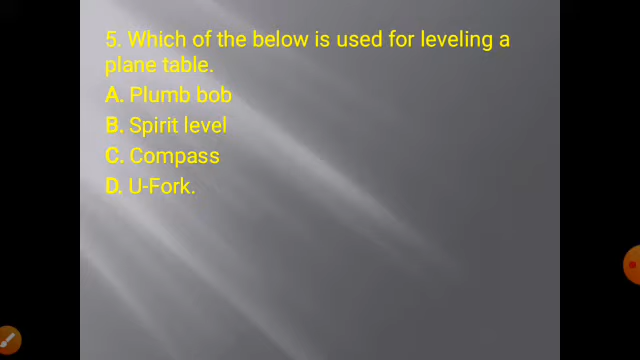 5. Which of the below is used for leveling a
plane table.
A. Plumb bob
B. Spirit level
C. Compass
D. U-Fork.